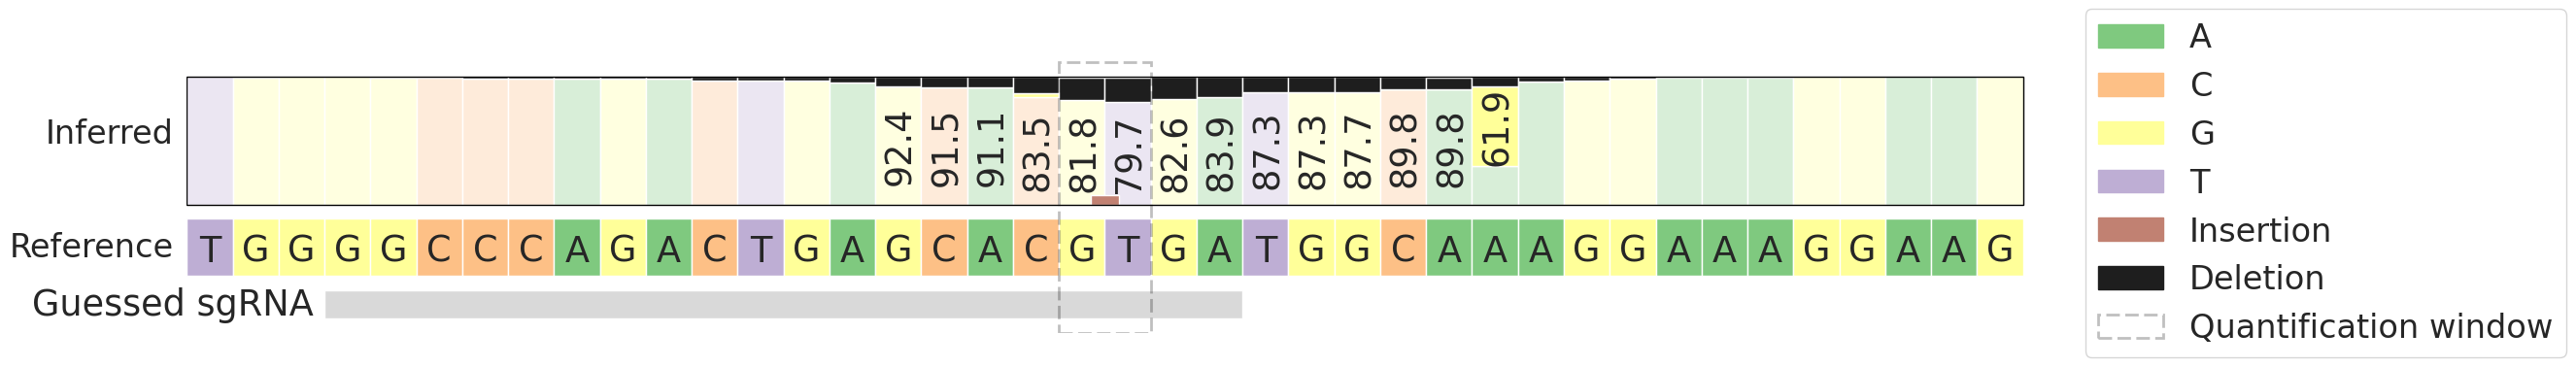 Inferred
92.4 91.5 91.1 83.5 81.8 79.7 82.6 83.9 87.3 87.3 87.7 89.8 89.8 61.9
Reference T G G G G C C C A G A C T G A G C A C G T G A T G G C A A A G G A A A G G A A G
Guessed sgRNA
A
C
G
T
Insertion
Deletion
Quantification window